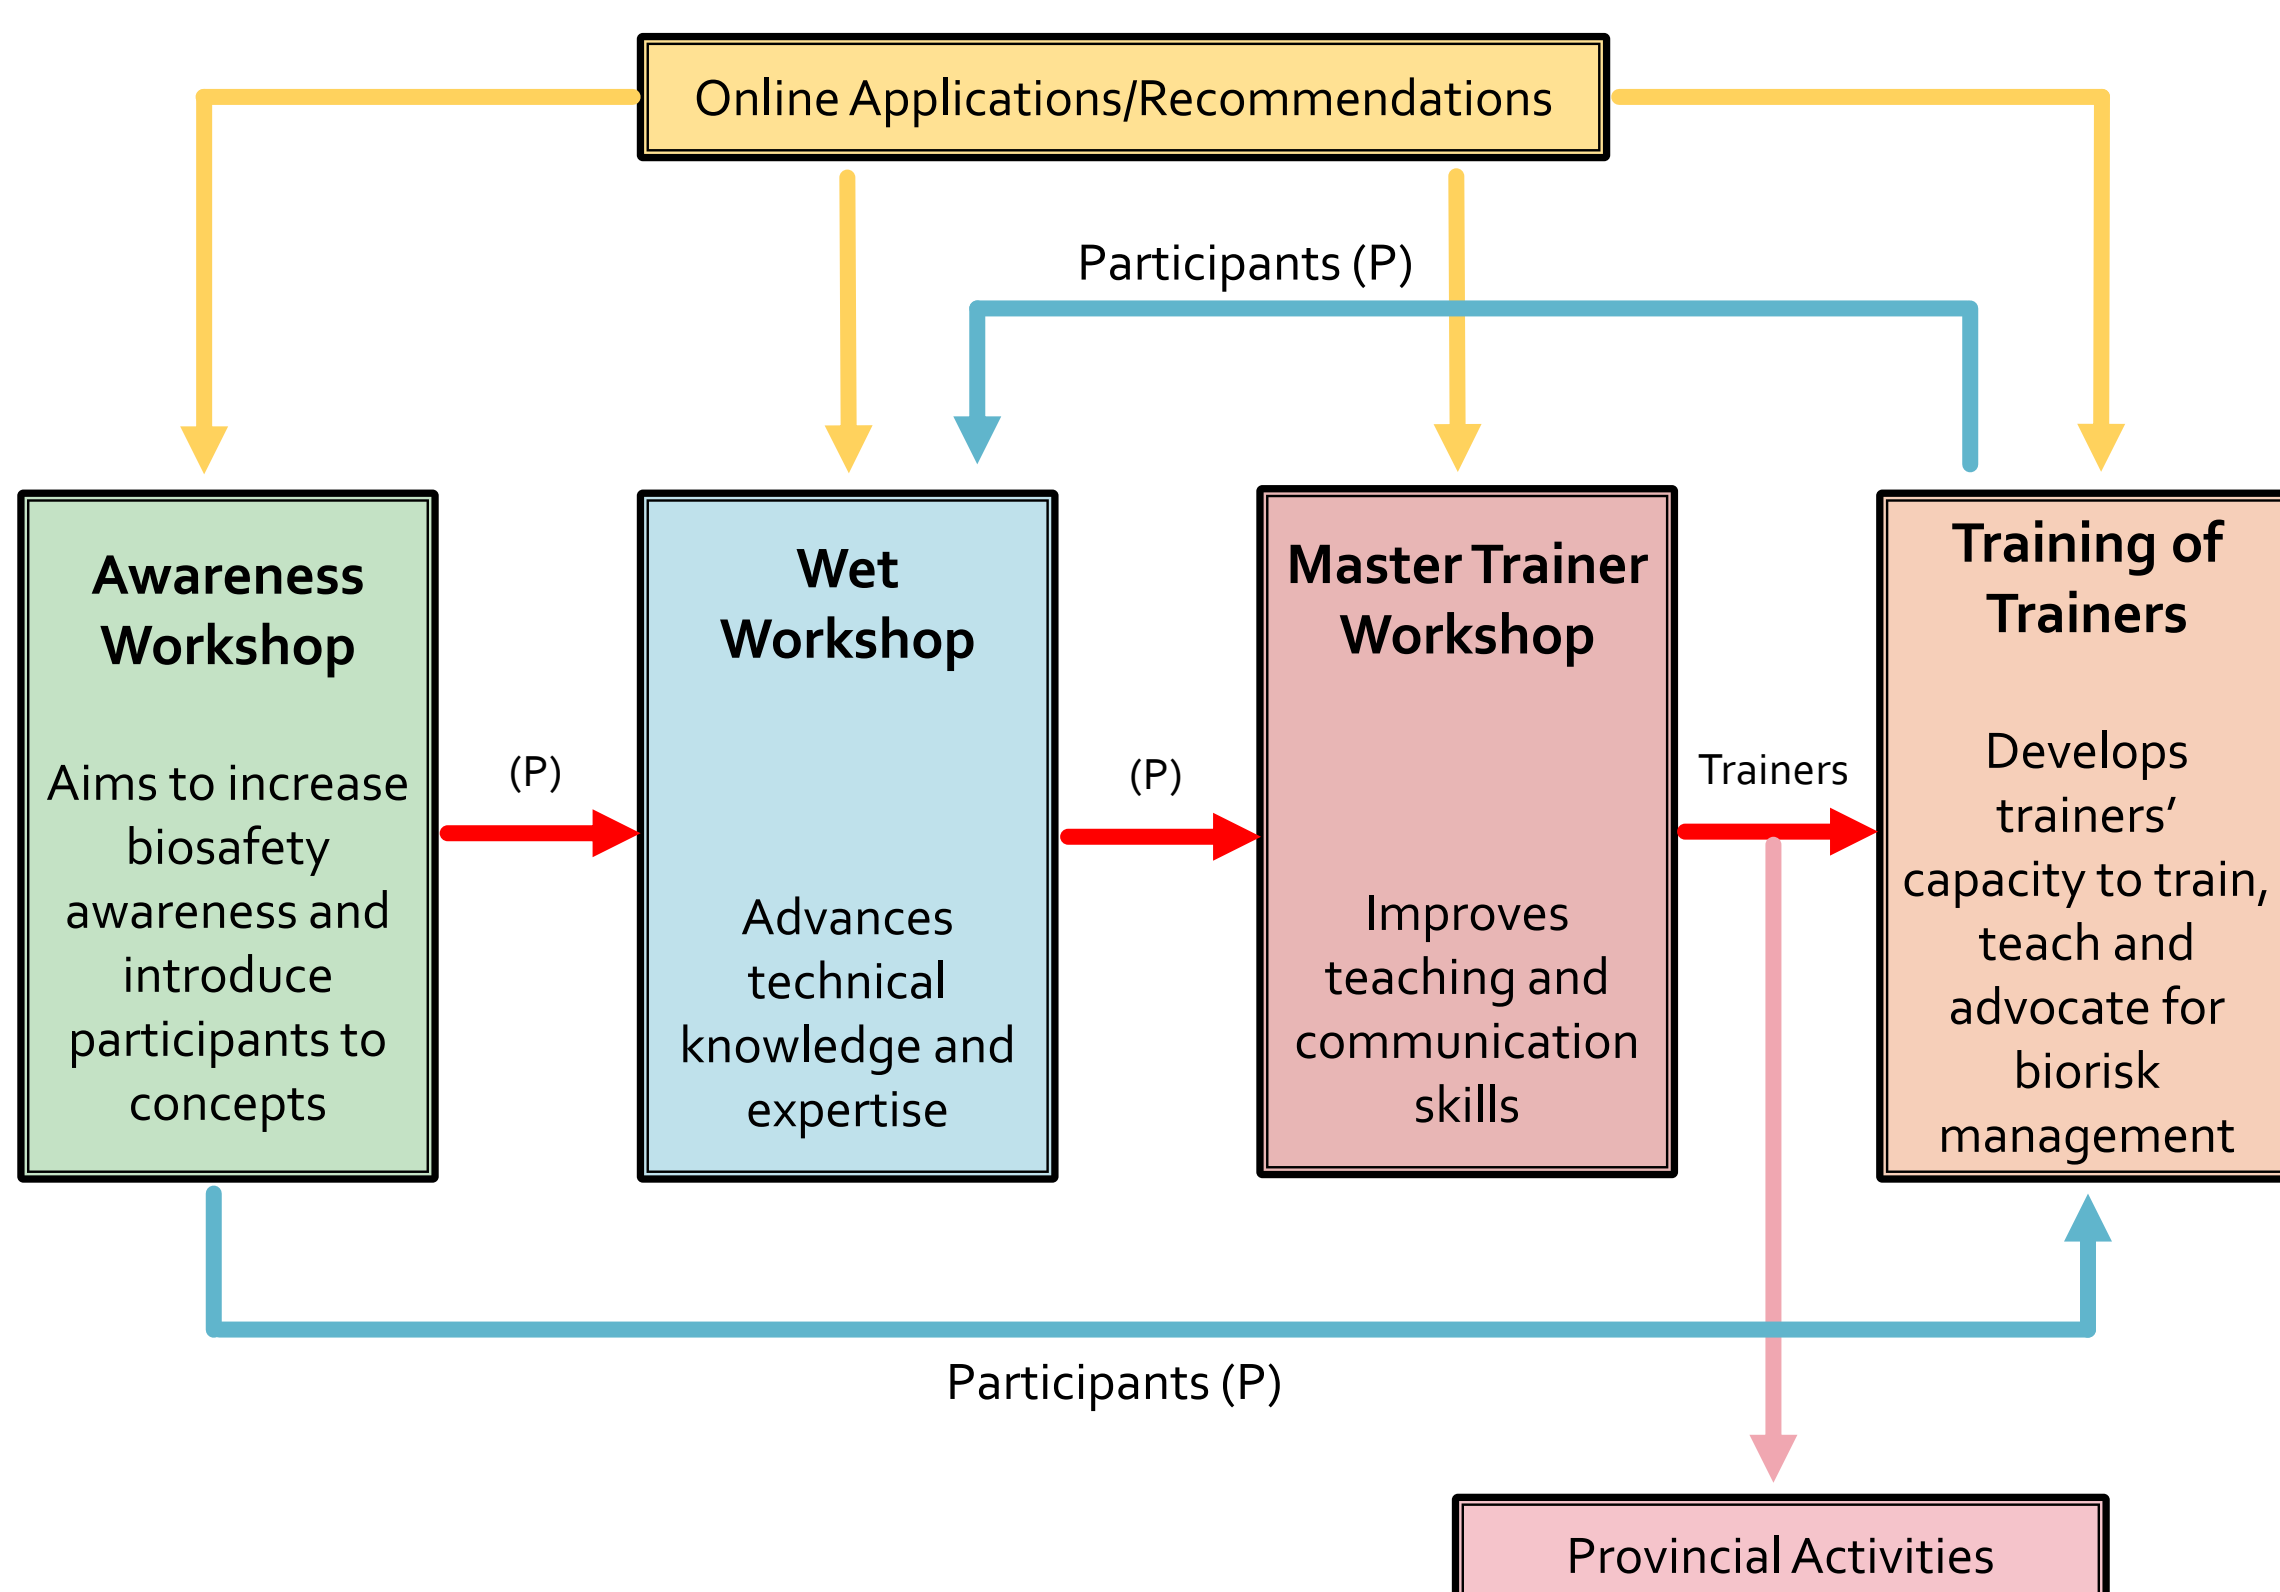 Online Applications/Recommendations
Participants (P)
Awareness
Workshop
Aims to increase
biosafety
awareness and
introduce
participants to
concepts
(P)
Wet
Workshop
Advances
technical
knowledge and
expertise
(P)
Master Trainer
Workshop
Improves
teaching and
communication
skills
Trainers
Training of
Trainers
Develops
trainers’
capacity to train,
teach and
advocate for
biorisk
management
Participants (P)
Provincial Activities